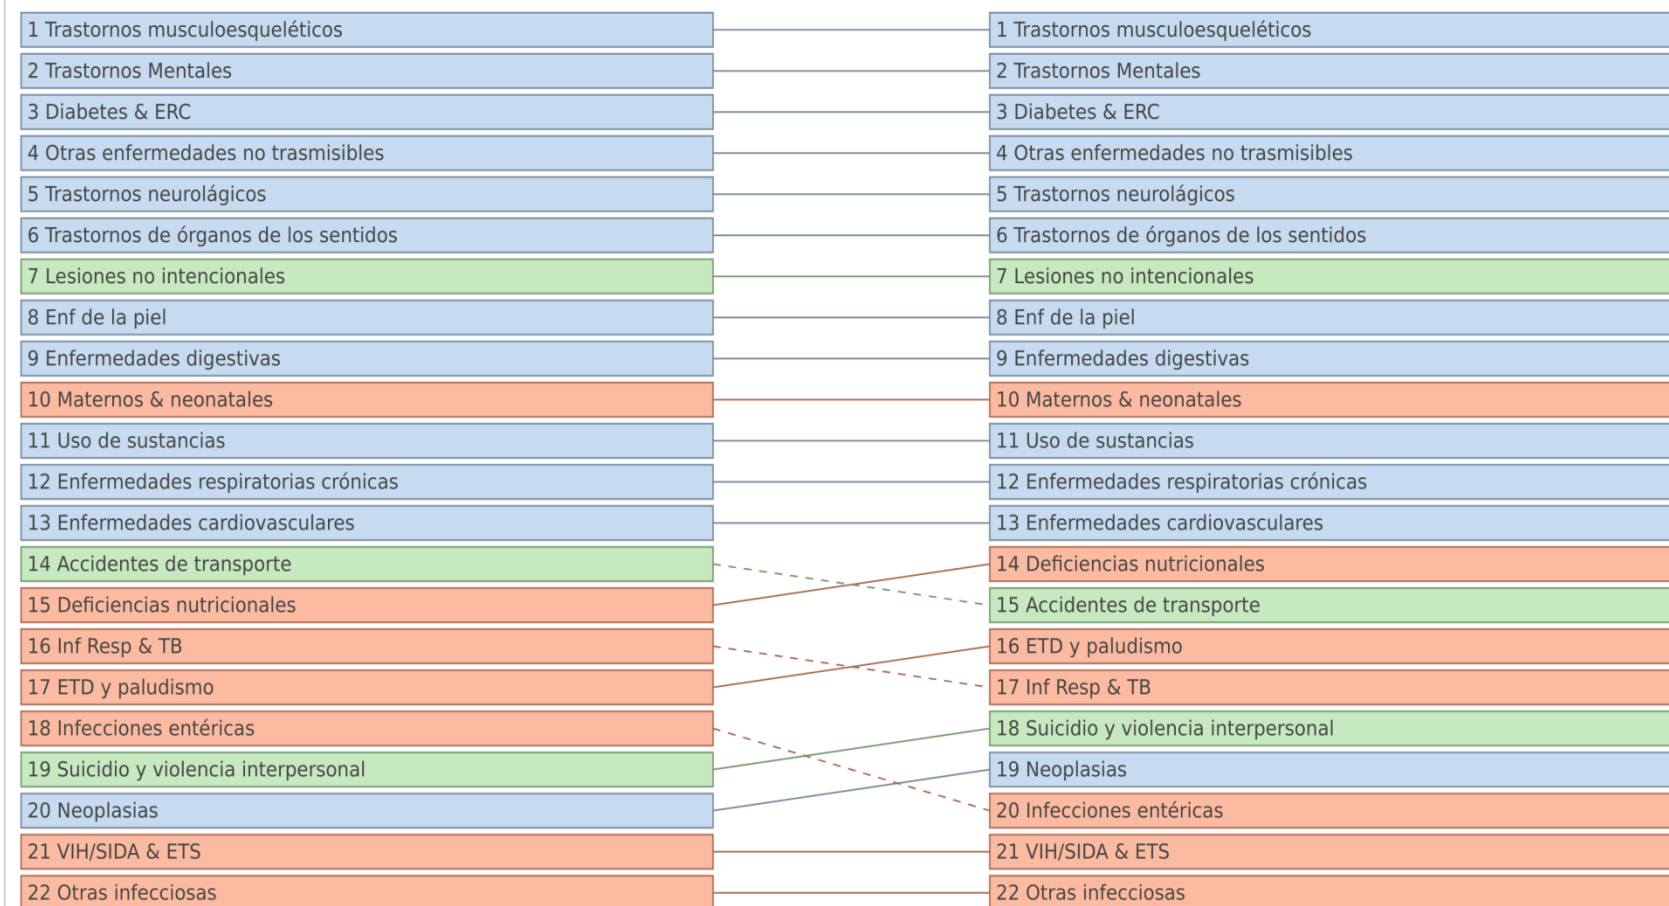 1 Trastornos musculoesqueléticos
2 Trastornos Mentales
3 Diabetes & ERC
4 Otras enfermedades no trasmisibles
5 Trastornos neurolágicos
6 Trastornos de órganos de los sentidos
7 Lesiones no intencionales
8 Enf de la piel
9 Enfermedades digestivas
10 Maternos & neonatales
11 Uso de sustancias
12 Enfermedades respiratorias crónicas
13 Enfermedades cardiovasculares
14 Accidentes de transporte
15 Deficiencias nutricionales
16 Inf Resp & TB
17 ETD y paludismo
18 Infecciones entéricas
19 Suicidio y violencia interpersonal
20 Neoplasias
21 VIH/SIDA & ETS
22 Otras infecciosas
1 Trastornos musculoesqueléticos
2 Trastornos Mentales
3 Diabetes & ERC
4 Otras enfermedades no trasmisibles
5 Trastornos neurolágicos
6 Trastornos de órganos de los sentidos
7 Lesiones no intencionales
8 Enf de la piel
9 Enfermedades digestivas
10 Maternos & neonatales
11 Uso de sustancias
12 Enfermedades respiratorias crónicas
13 Enfermedades cardiovasculares
14 Deficiencias nutricionales
15 Accidentes de transporte
16 ETD y paludismo
17 Inf Resp & TB
18 Suicidio y violencia interpersonal
19 Neoplasias
20 Infecciones entéricas
21 VIH/SIDA & ETS
22 Otras infecciosas